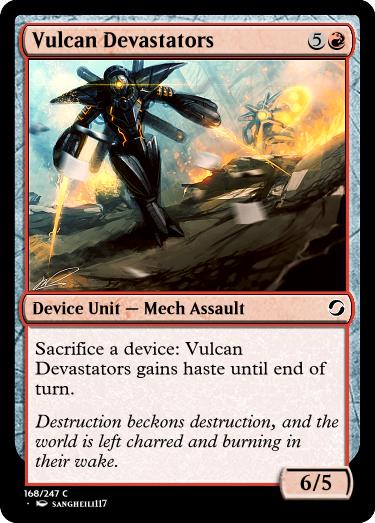 Vulcan Devastators 5
Device Unit — Mech Assault
Sacrifice a device: Vulcan
Devastators gains haste until end of
turn.
Destruction beckons destruction, and the
world is left charred and burning in
their wake.
6/5
168/247 C
· SANGHEILI117